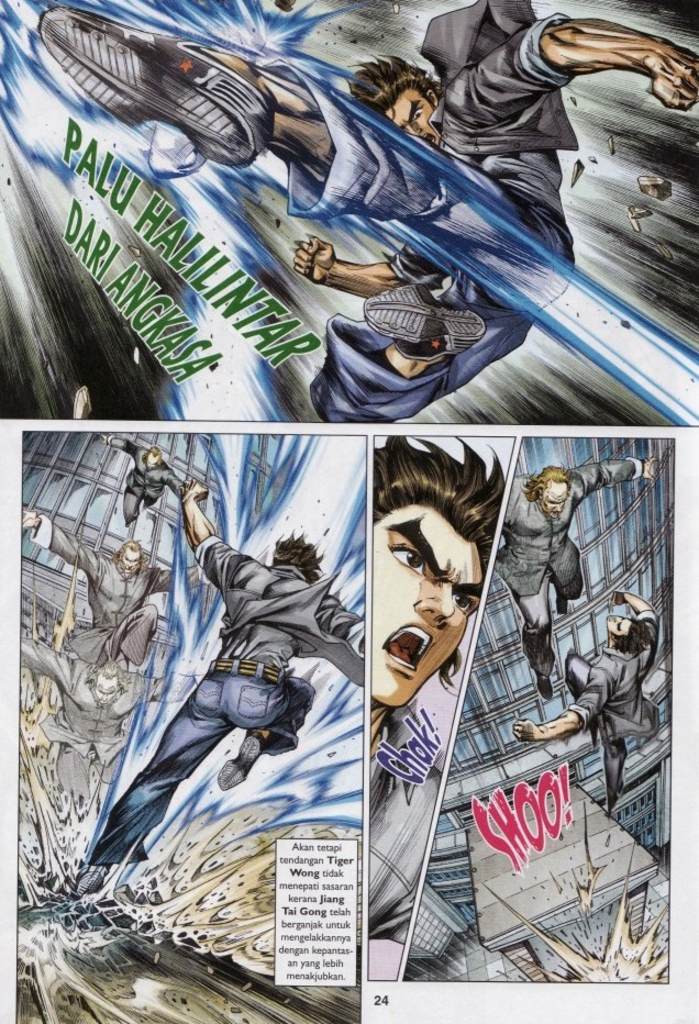 PALU HALILINTAR
DARI ANGKASA
Chok!
SHOO!
Akan tetapi
tendangan Tiger
Wong tidak
menepati sasaran
kerana Jiang
Tai Gong telah
berganjak untuk
mengelakkannya
dengan kepantas-
an yang lebih
menakjubkan.
24